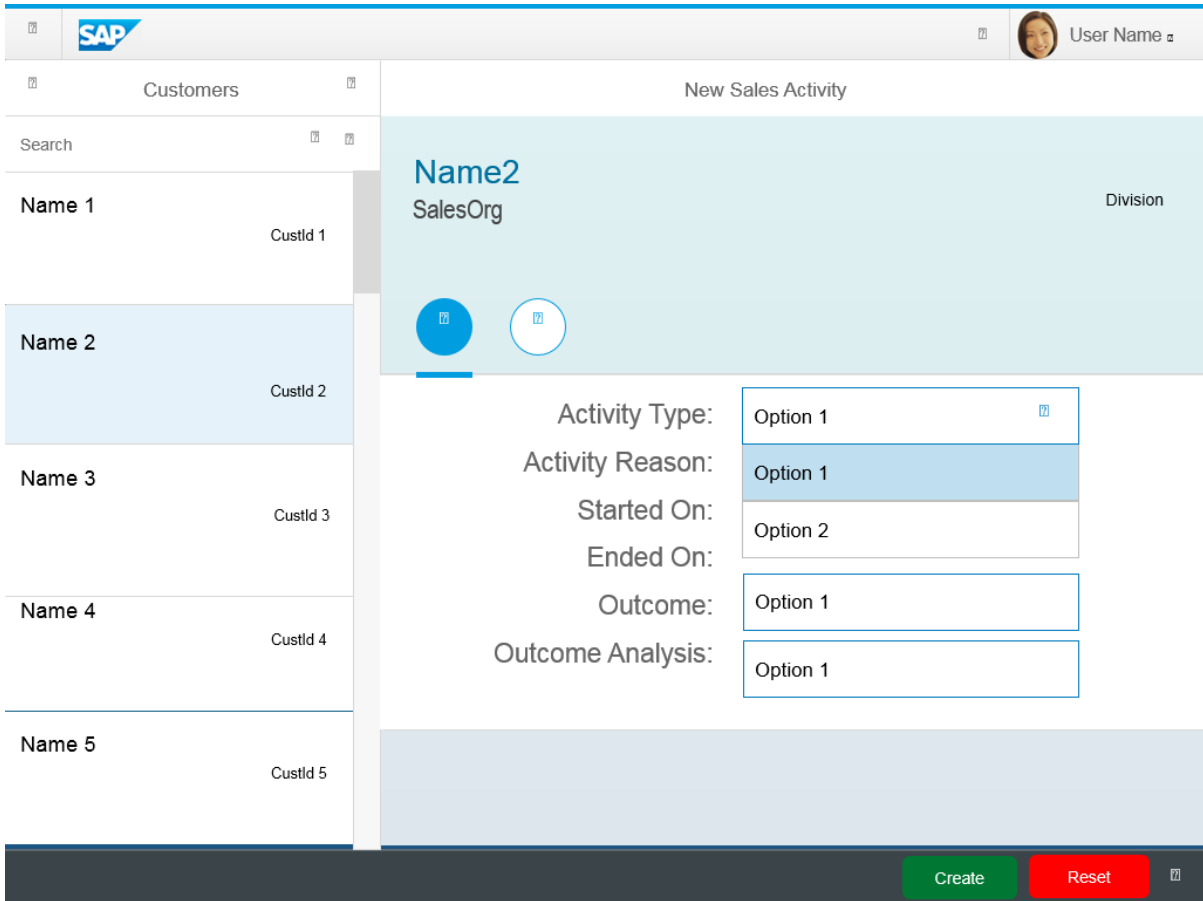 SAP
User Name
Customers
New Sales Activity
Search
Name 1
CustId 1
Name 2
CustId 2
Name 3
CustId 3
Name 4
CustId 4
Name 5
CustId 5
Name2
SalesOrg
Division
Activity Type:
Option 1
Activity Reason:
Option 1
Started On:
Option 2
Ended On:
Outcome:
Option 1
Outcome Analysis:
Option 1
Create
Reset